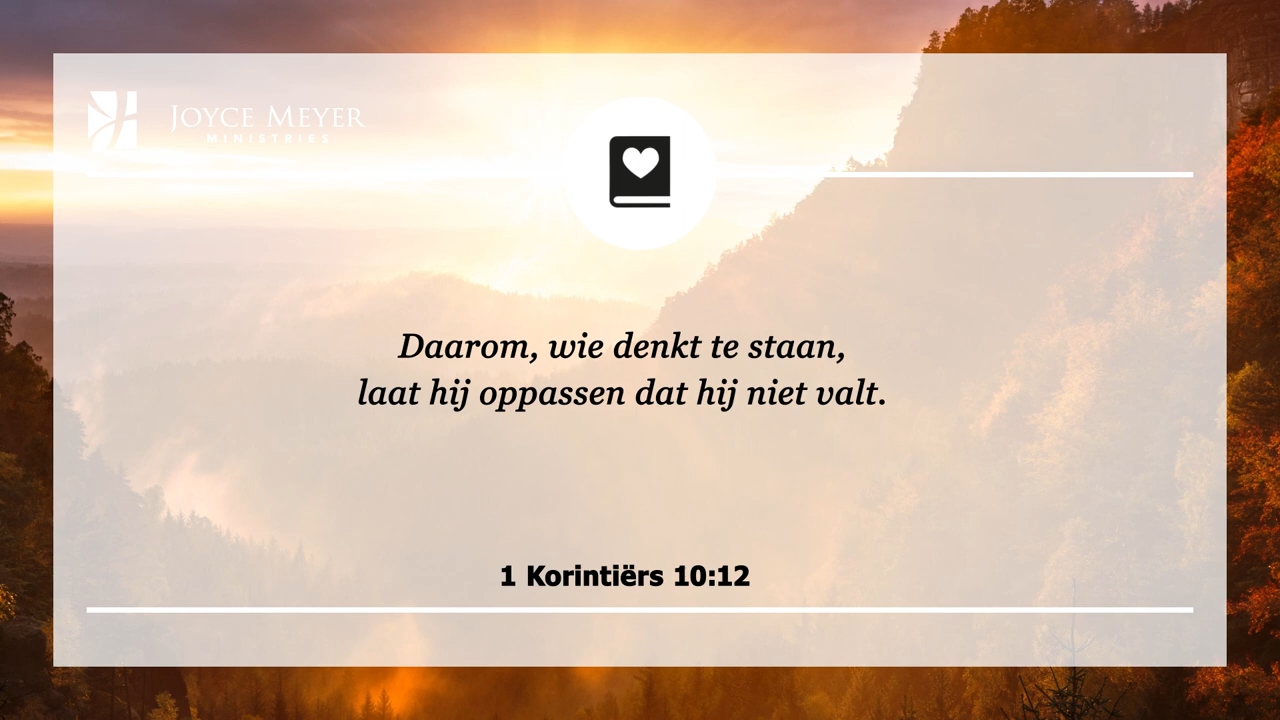 JOYCE MEYER
MINISTRIES
Daarom, wie denkt te staan,
laat hij oppassen dat hij niet valt.
1 Korintiërs 10:12